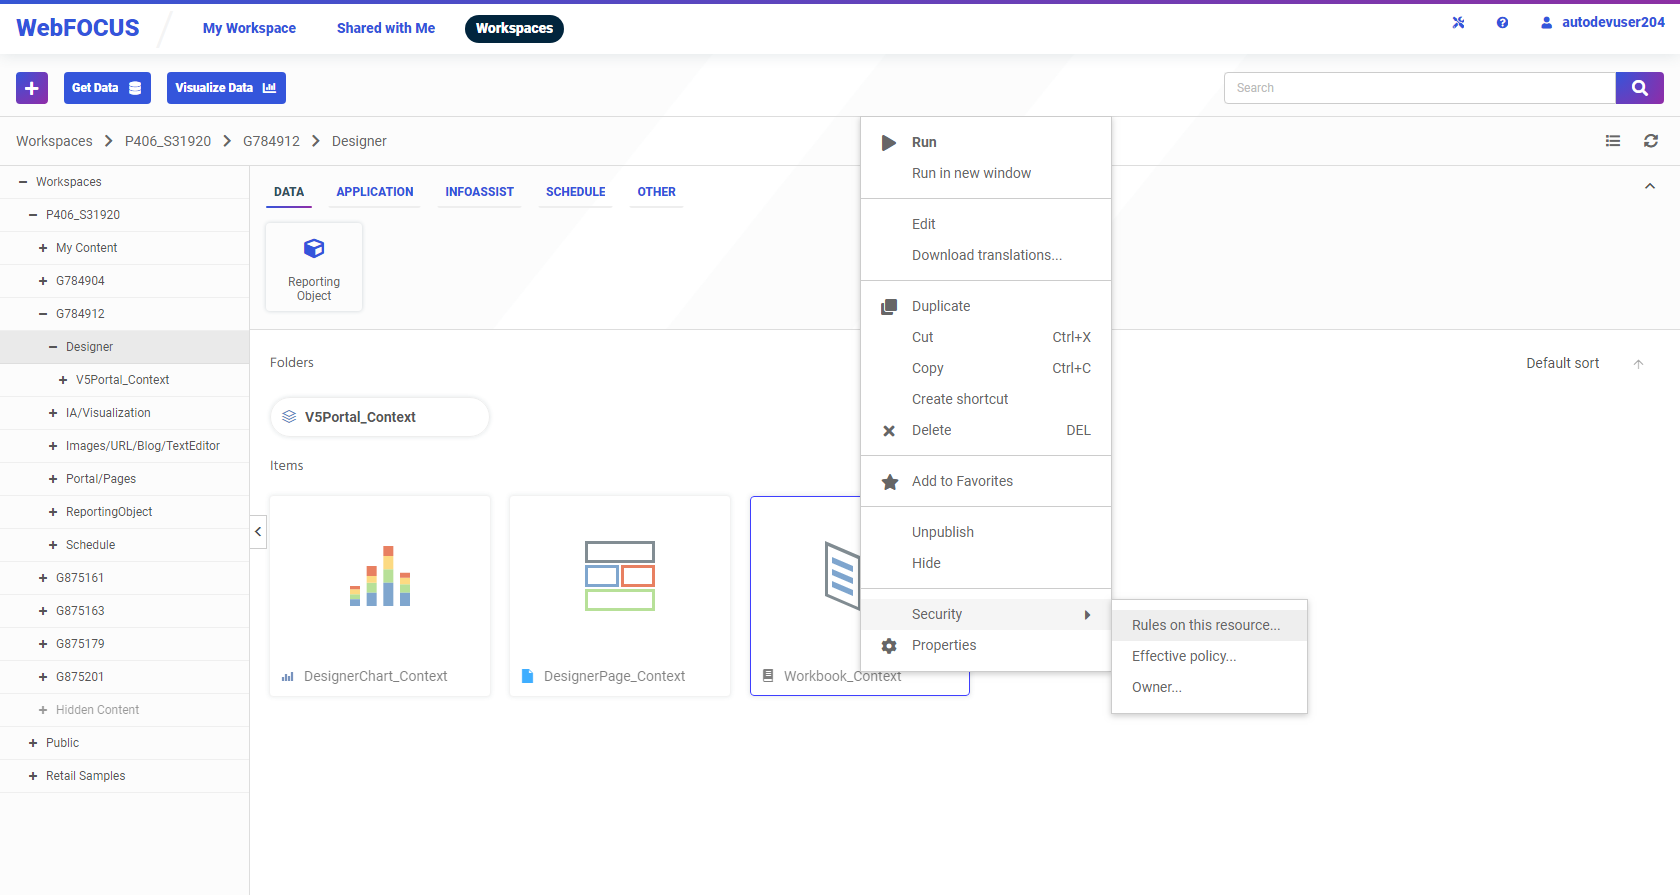 WebFOCUS
My Workspace
Shared with Me
Workspaces
autodevuser204
Get Data
Visualize Data
Search
Workspaces
P406_S31920
G784912
Designer
Workspaces
P406_S31920
My Content
G784904
G784912
Designer
V5Portal_Context
IA/Visualization
Images/URL/Blog/TextEditor
Portal/Pages
ReportingObject
Schedule
G875161
G875163
G875179
G875201
Hidden Content
Public
Retail Samples
DATA
APPLICATION
INFOASSIST
SCHEDULE
OTHER
Reporting
Object
Folders
Default sort
V5Portal_Context
Items
DesignerChart_Context
DesignerPage_Context
Workbook_Context
Run
Run in new window
Edit
Download translations...
Duplicate
Cut Ctrl+X
Copy Ctrl+C
Create shortcut
Delete DEL
Add to Favorites
Unpublish
Hide
Security
Properties
Rules on this resource...
Effective policy...
Owner...